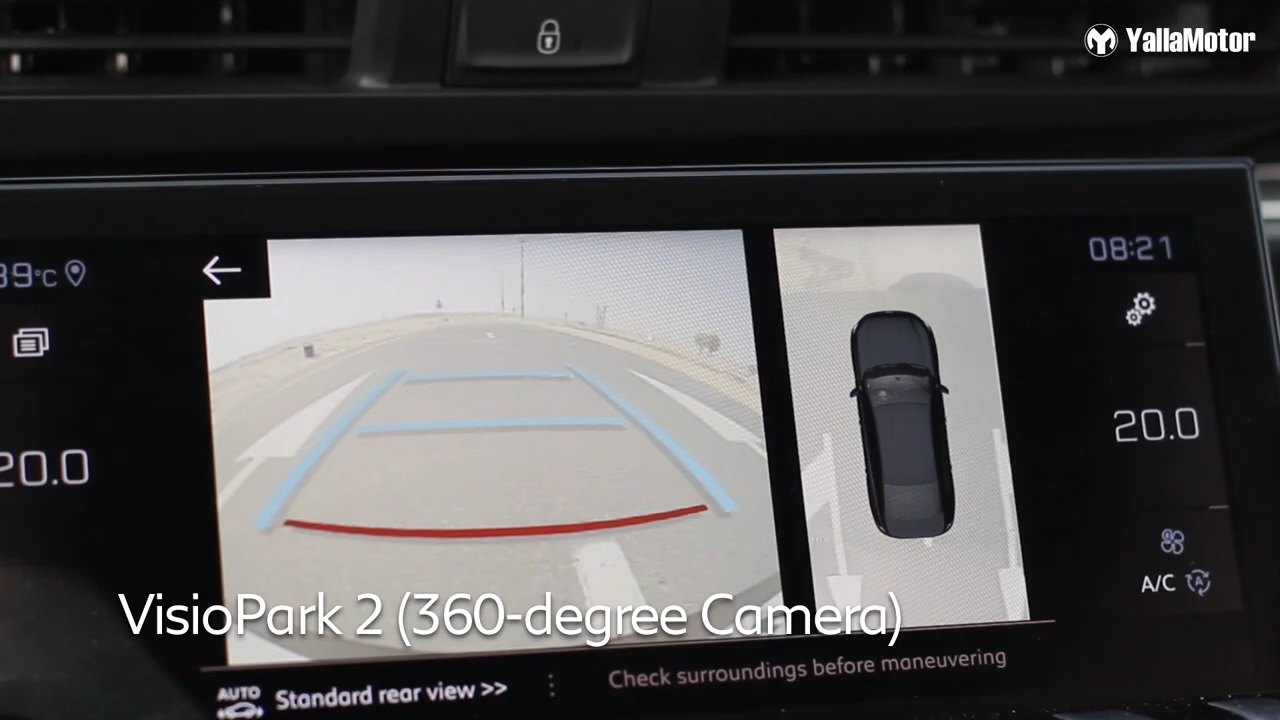 YallaMotor
39°C
08:21
20.0
20.0
A/C
VisioPark 2 (360-degree Camera)
AUTO
Standard rear view >>
Check surroundings before maneuvering